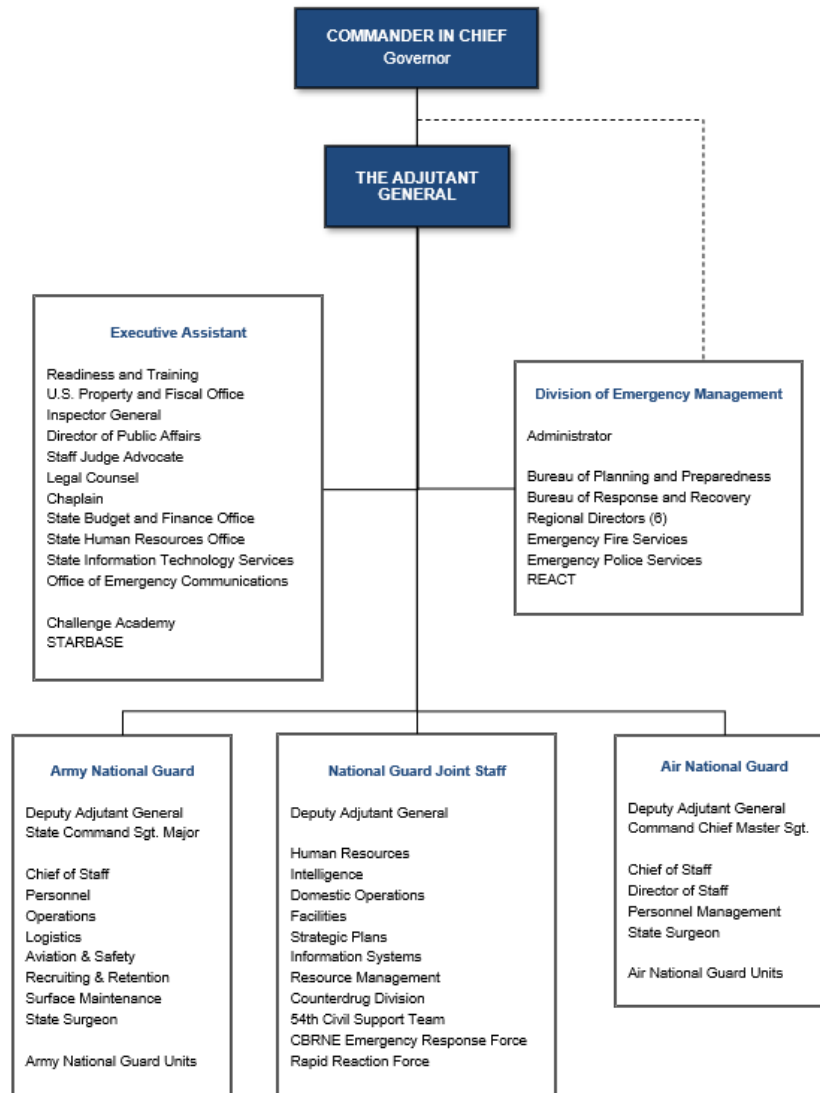 COMMANDER IN CHIEF
Governor
THE ADJUTANT
GENERAL
Executive Assistant
Readiness and Training
U.S. Property and Fiscal Office
Inspector General
Director of Public Affairs
Staff Judge Advocate
Legal Counsel
Chaplain
State Budget and Finance Office
State Human Resources Office
State Information Technology Services
Office of Emergency Communications
Challenge Academy
STARBASE
Division of Emergency Management
Administrator
Bureau of Planning and Preparedness
Bureau of Response and Recovery
Regional Directors (6)
Emergency Fire Services
Emergency Police Services
REACT
Army National Guard
Deputy Adjutant General
State Command Sgt. Major
Chief of Staff
Personnel
Operations
Logistics
Aviation & Safety
Recruiting & Retention
Surface Maintenance
State Surgeon
Army National Guard Units
National Guard Joint Staff
Deputy Adjutant General
Human Resources
Intelligence
Domestic Operations
Facilities
Strategic Plans
Information Systems
Resource Management
Counterdrug Division
54th Civil Support Team
CBRNE Emergency Response Force
Rapid Reaction Force
Air National Guard
Deputy Adjutant General
Command Chief Master Sgt.
Chief of Staff
Director of Staff
Personnel Management
State Surgeon
Air National Guard Units